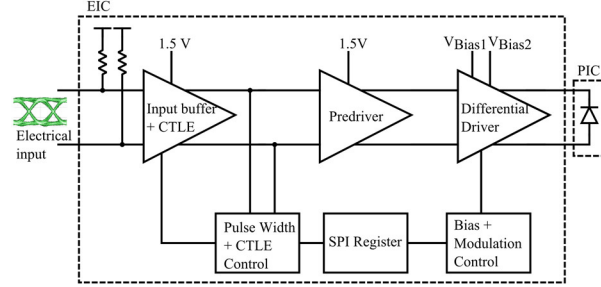 EIC
1.5 V
1.5V
VBias1
VBias2
PIC
Input buffer
+ CTLE
Predriver
Differential
Driver
Electrical
input
Pulse Width
+ CTLE
Control
SPI Register
Bias +
Modulation
Control